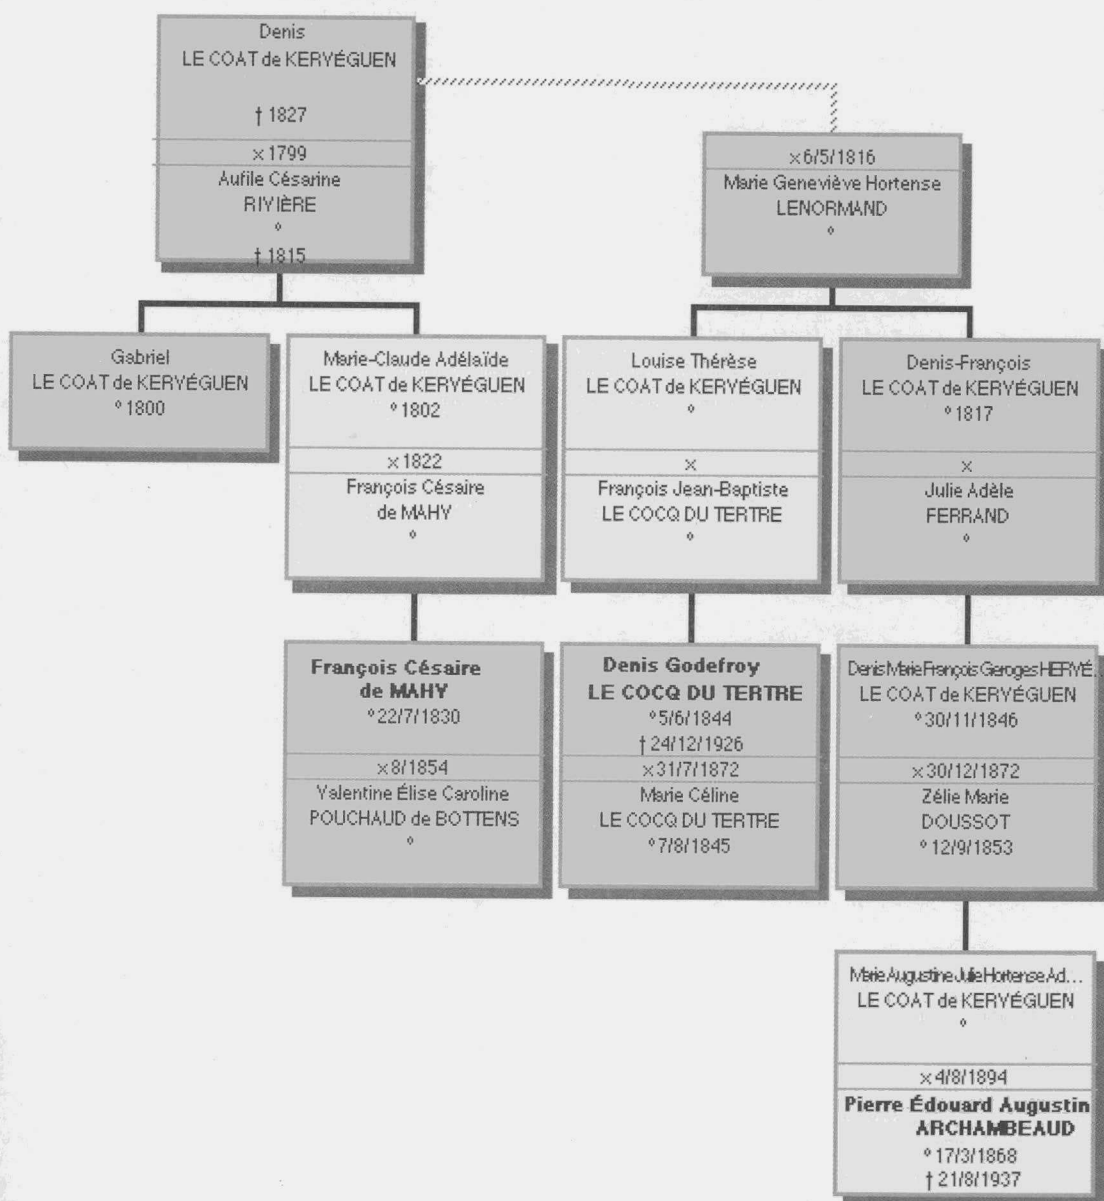 Denis
LE COAT de KERVÉGUEN
† 1827
× 1799
Aufile Césarine
RIVIÈRE
°
† 1815
× 6/5/1816
Marie Geneviève Hortense
LENORMAND
°
Gabriel
LE COAT de KERVÉGUEN
° 1800
Marie-Claude Adélaïde
LE COAT de KERVÉGUEN
° 1802
× 1822
François Césaire
de MAHY
°
Louise Thérèse
LE COAT de KERVÉGUEN
°
×
François Jean-Baptiste
LE COCQ DU TERTRE
°
Denis-François
LE COAT de KERVÉGUEN
° 1817
×
Julie Adèle
FERRAND
°
François Césaire
de MAHY
° 22/7/1830
× 8/1854
Valentine Élise Caroline
POUCHAUD de BOTTENS
°
Denis Godefroy
LE COCQ DU TERTRE
° 5/6/1844
† 24/12/1926
× 31/7/1872
Marie Céline
LE COCQ DU TERTRE
° 7/8/1845
Denis Marie François Geroges HERVÉ...
LE COAT de KERVÉGUEN
° 30/11/1846
× 30/12/1872
Zélie Marie
DOUSSOT
° 12/9/1853
Marie Augustine Julie Hortense Ad...
LE COAT de KERVÉGUEN
°
× 4/8/1894
Pierre Édouard Augustin
ARCHAMBEAUD
° 17/3/1868
† 21/8/1937